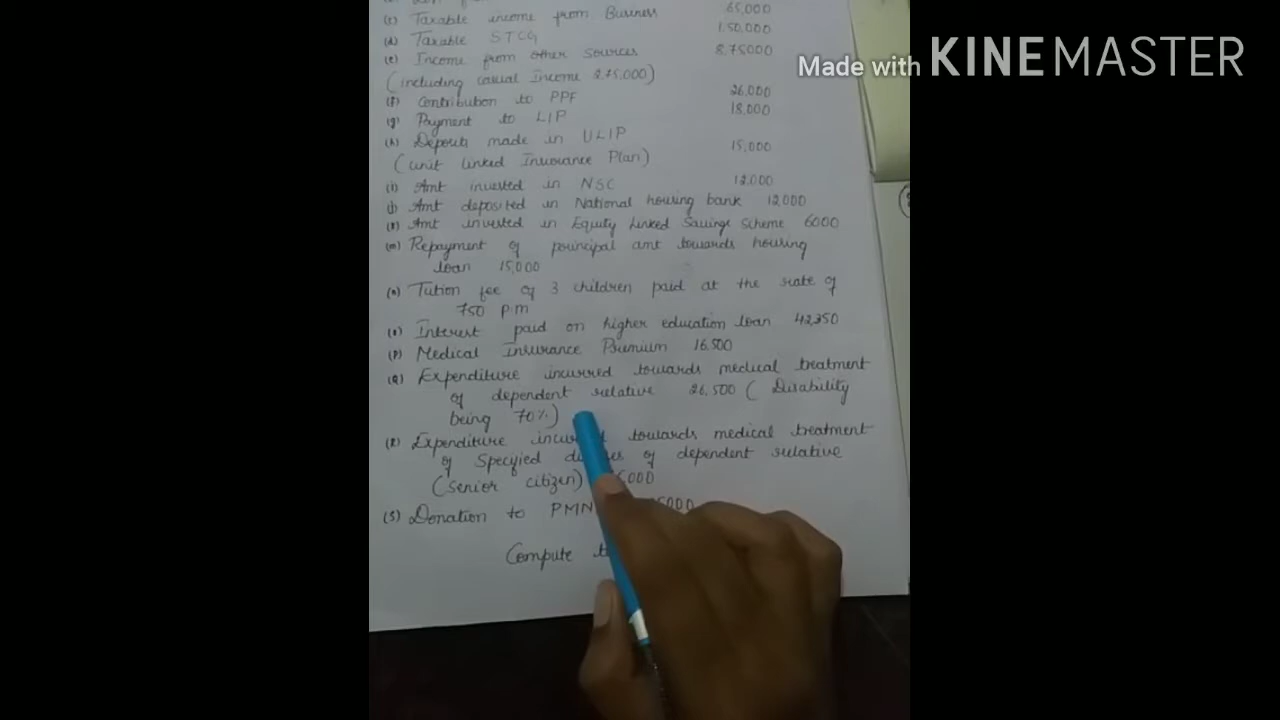 (c) Taxable income from Business 65,000
(d) Taxable STCG 1,50,000
(e) Income from other sources 8,75000
(including casual Income 2,75,000)
(f) Contribution to PPF 26,000
(g) Payment to LIP 18,000
(h) Deposits made in ULIP
(unit linked Insurance Plan) 15,000
(i) Amt invested in NSC 12,000
(j) Amt deposited in National housing bank 12,000
Amt invested in Equity Linked Savings Scheme 6000
(m) Repayment of principal amt towards housing
loan 15,000
(n) Tution fee of 3 children paid at the rate of
750 P.m
(o) Interest paid on higher education loan 42,350
(P) Medical Insurance Premium 16,500
(Q) Expenditure incurred towards medical treatment
of dependent relative 26,500 ( Disability
being 70%)
(R) Expenditure towards medical treatment
of Specified of dependent relative
(Senior citizen)
(S) Donation to
Compute
Made with KINEMASTER